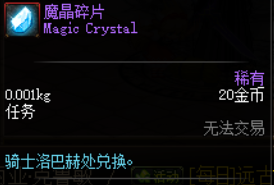 魔晶碎片
Magic Crystal
稀有
0.001kg
20金币
任务
无法交易
骑士洛巴赫处兑换。